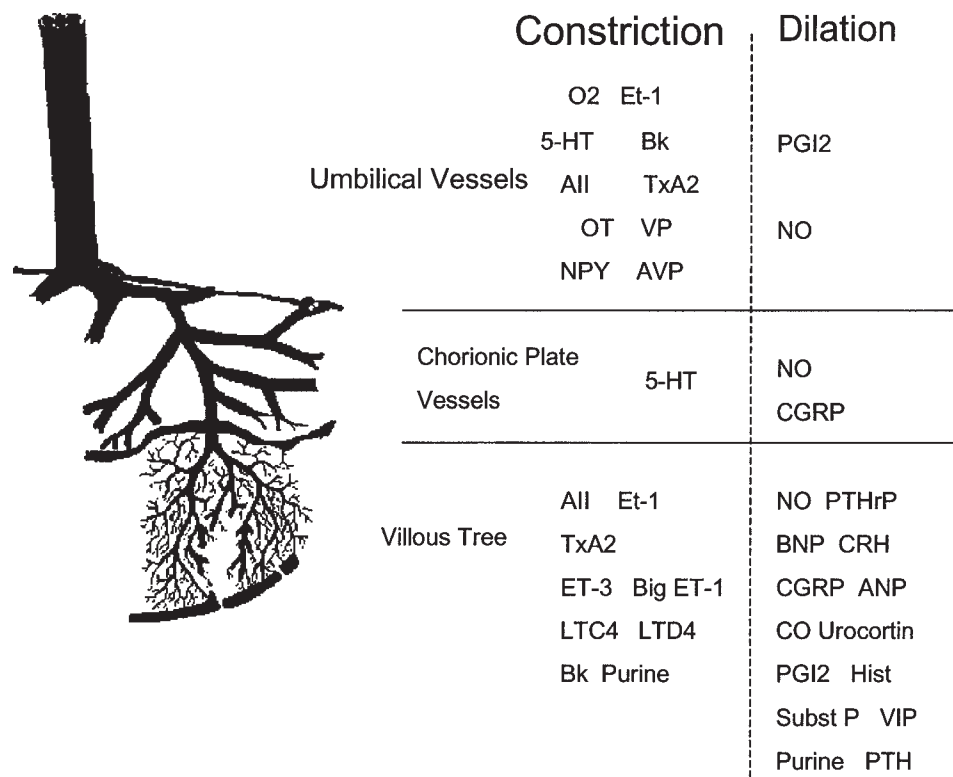 Constriction Dilation
O2 Et-1
5-HT Bk PGI2
Umbilical Vessels AII TxA2
OT VP NO
NPY AVP
Chorionic Plate Vessels 5-HT NO
CGRP
AII Et-1 NO PTHrP
Villous Tree TxA2 BNP CRH
ET-3 Big ET-1 CGRP ANP
LTC4 LTD4 CO Urocortin
Bk Purine PGI2 Hist
Subst P VIP
Purine PTH